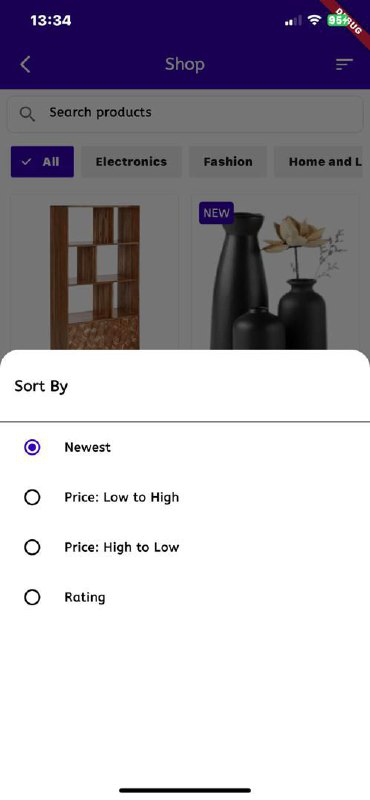 13:34
95%
DEBUG
Shop
Search products
All
Electronics
Fashion
Home and L
NEW
Sort By
Newest
Price: Low to High
Price: High to Low
Rating